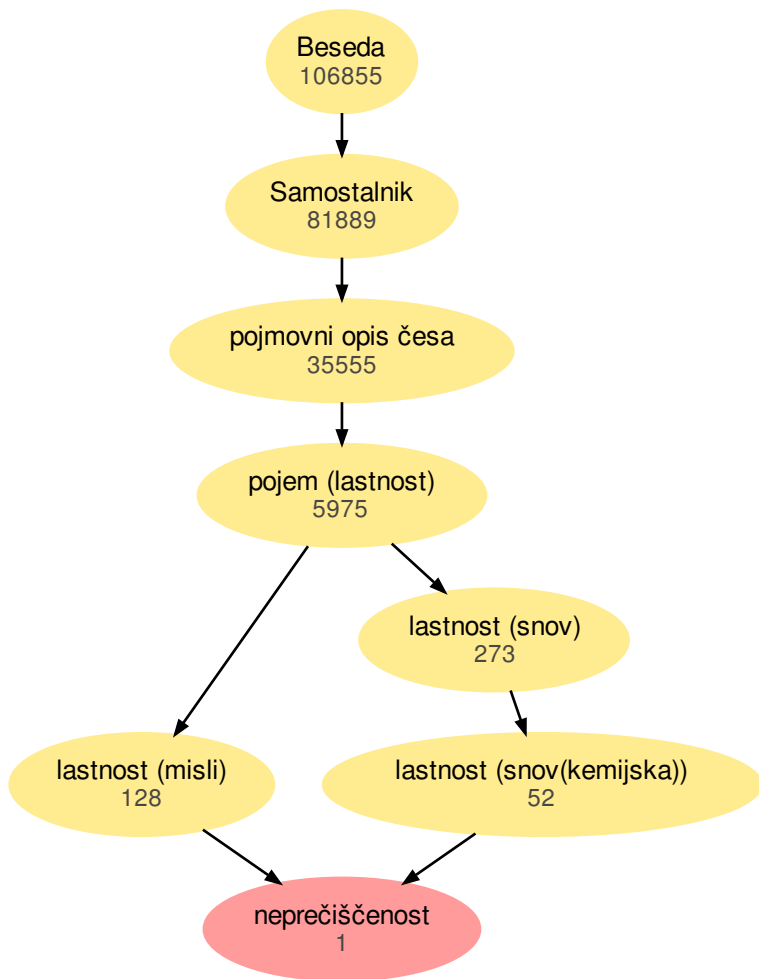 Beseda
106855
Samostalnik
81889
pojmovni opis česa
35555
pojem (lastnost)
5975
lastnost (snov)
273
lastnost (misli)
128
lastnost (snov(kemijska))
52
neprečiščenost
1